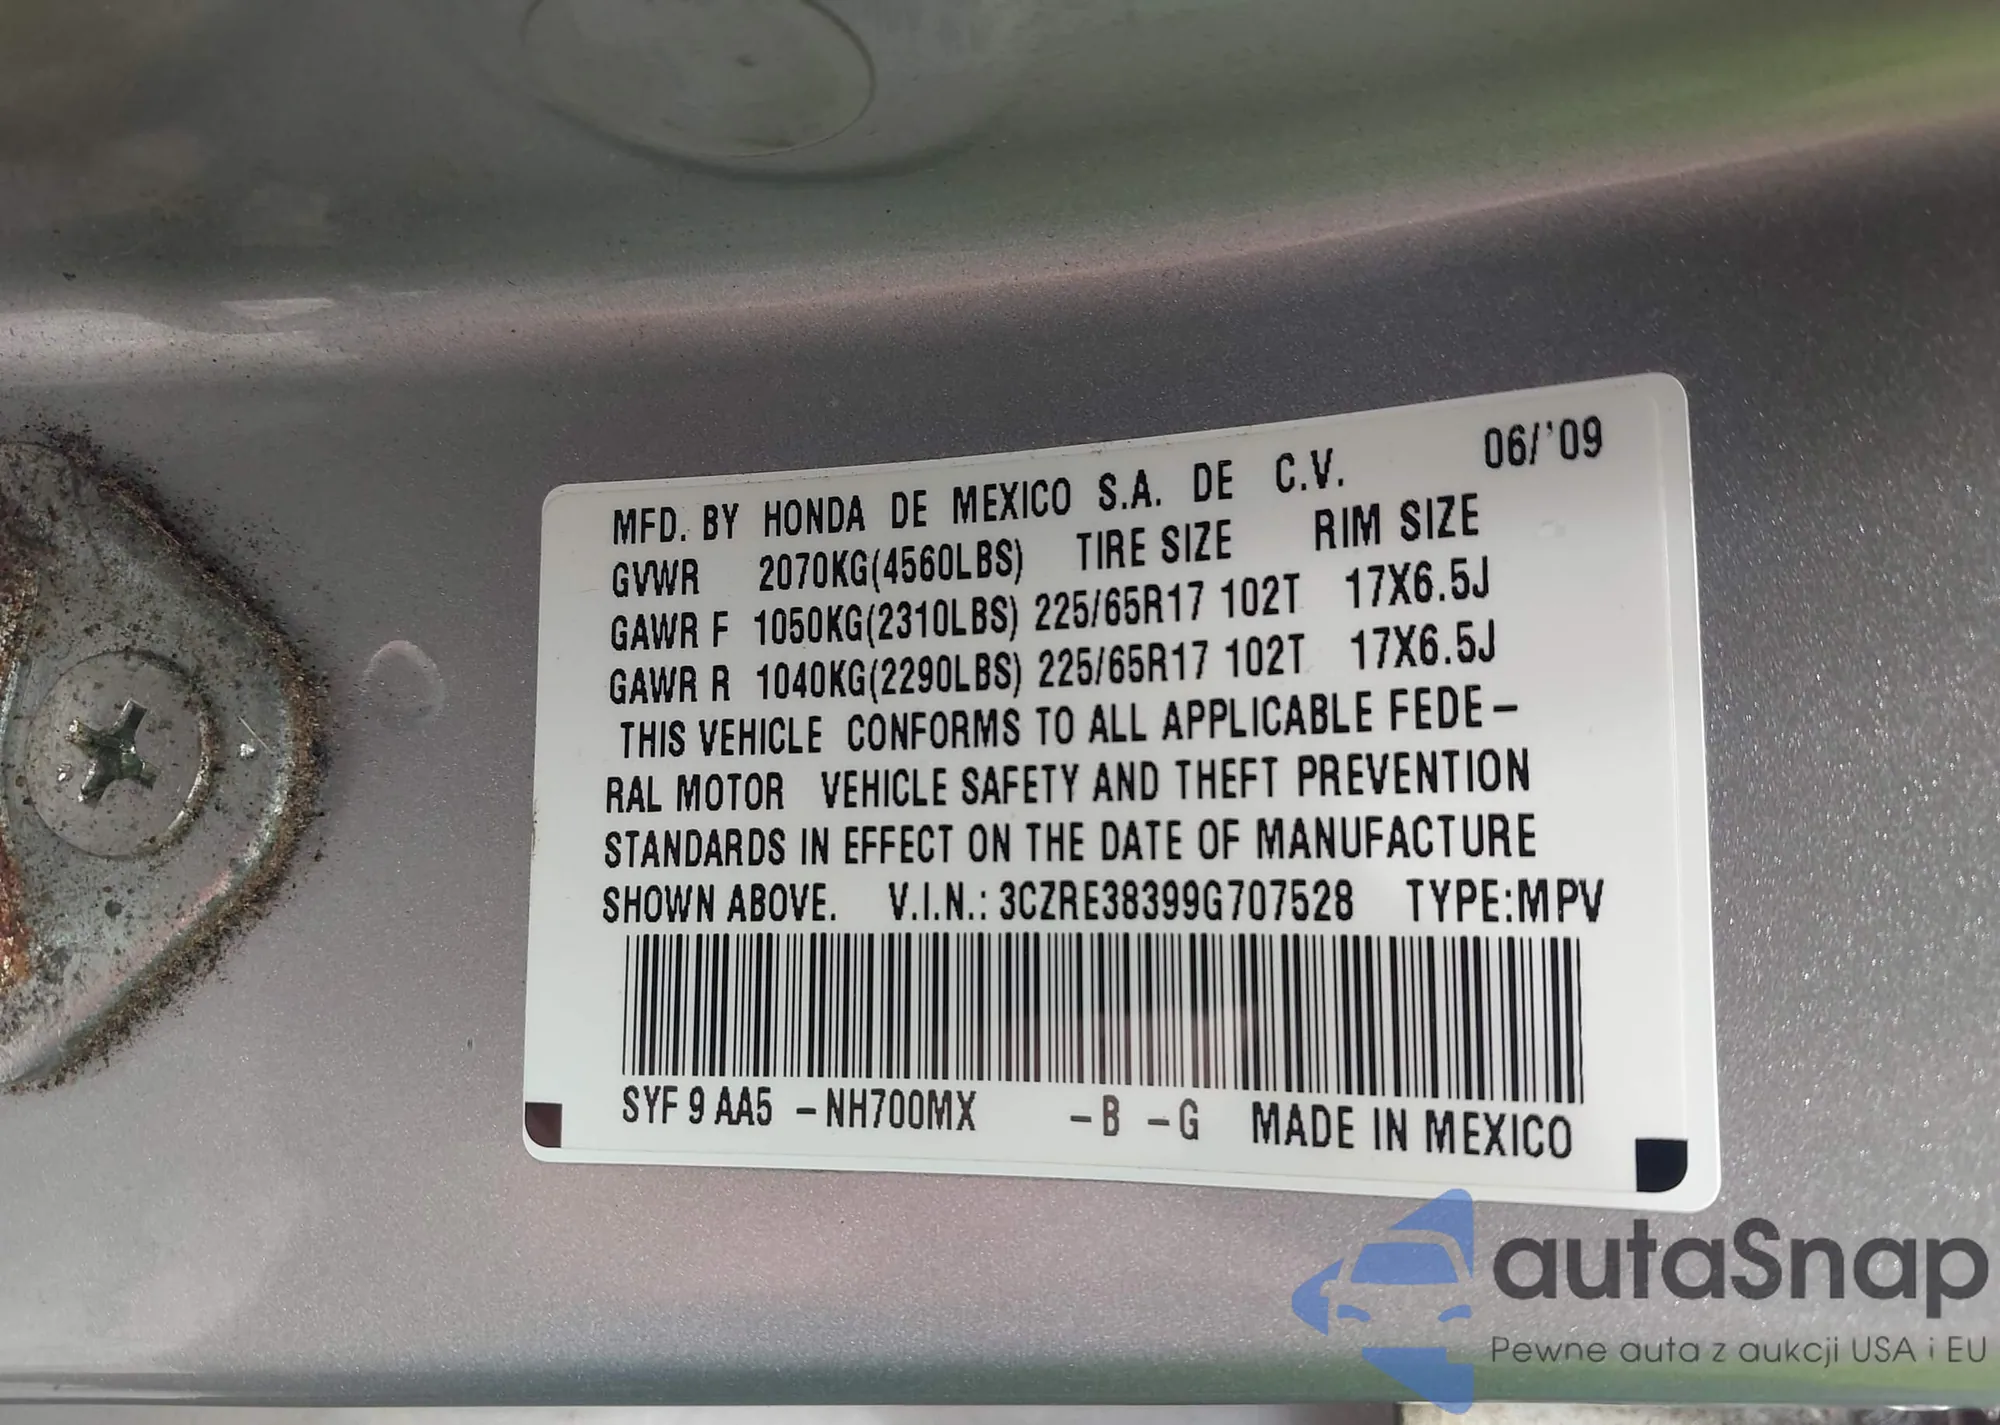 MFD. BY HONDA DE MEXICO S.A. DE C.V. 06/'09
GVWR 2070KG(4560LBS) TIRE SIZE RIM SIZE
GAWR F 1050KG(2310LBS) 225/65R17 102T 17X6.5J
GAWR R 1040KG(2290LBS) 225/65R17 102T 17X6.5J
THIS VEHICLE CONFORMS TO ALL APPLICABLE FEDE-
RAL MOTOR VEHICLE SAFETY AND THEFT PREVENTION
STANDARDS IN EFFECT ON THE DATE OF MANUFACTURE
SHOWN ABOVE. V.I.N.: 3CZRE38399G707528 TYPE:MPV
SYF 9 AA5 -NH700MX -B -G MADE IN MEXICO
autaSnap
Pewne auta z aukcji USA i EU